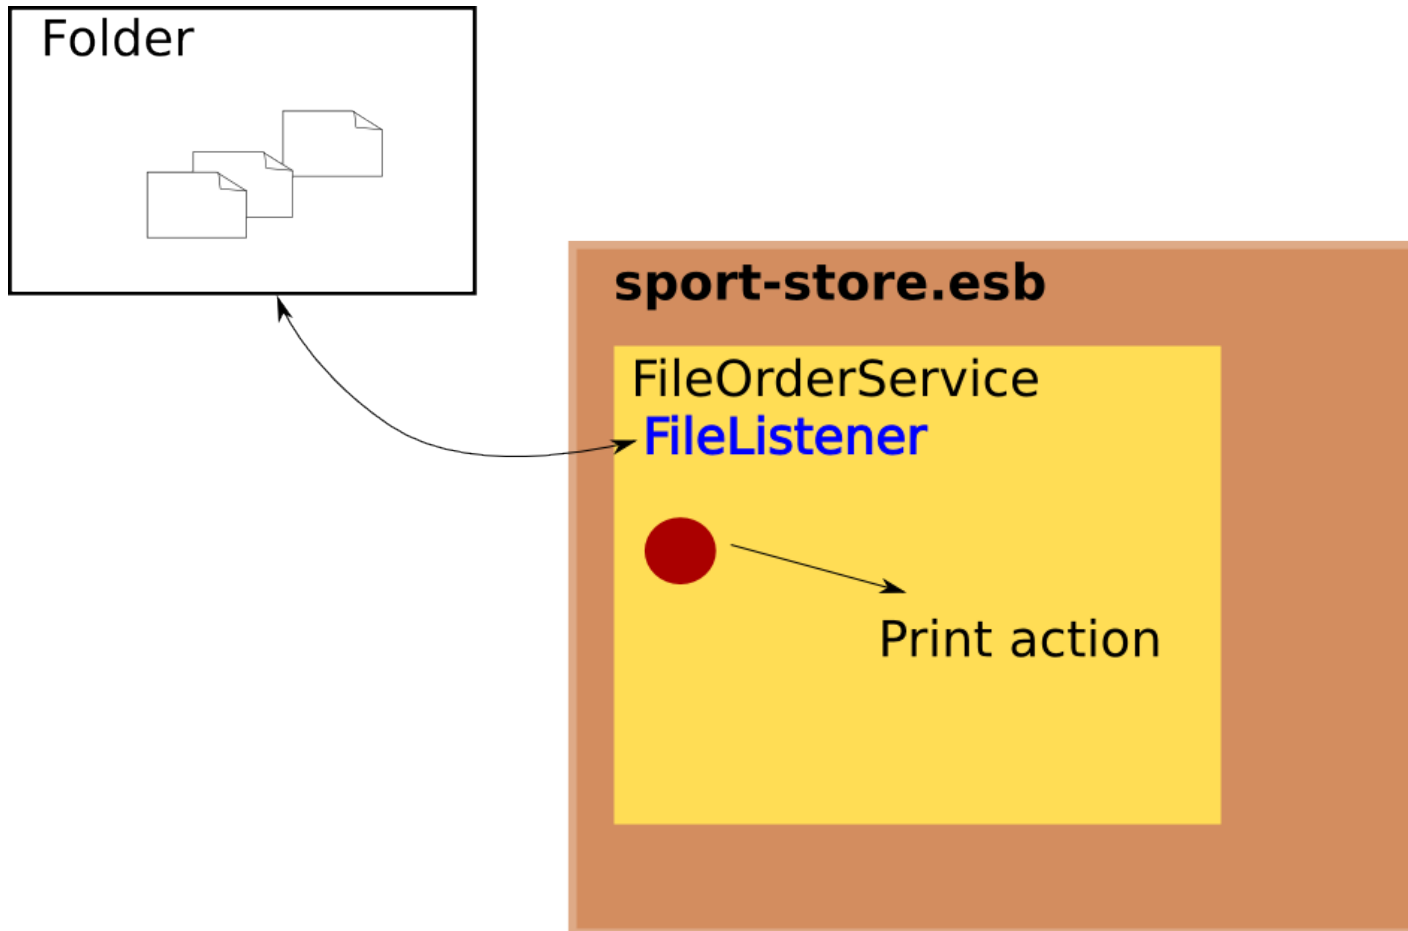 Folder
sport-store.esb
FileOrderService
FileListener
Print action